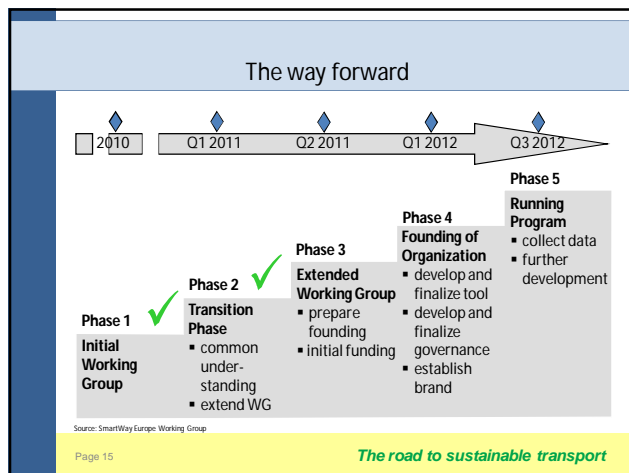 The way forward
2010
Q1 2011
Q2 2011
Q1 2012
Q3 2012
Phase 1
Initial
Working
Group
Phase 2
Transition
Phase
▪ common
under-
standing
▪ extend WG
Phase 3
Extended
Working Group
▪ prepare
founding
▪ initial funding
Phase 4
Founding of
Organization
▪ develop and
finalize tool
▪ develop and
finalize
governance
▪ establish
brand
Phase 5
Running
Program
▪ collect data
▪ further
development
Source: SmartWay Europe Working Group
Page 15
The road to sustainable transport